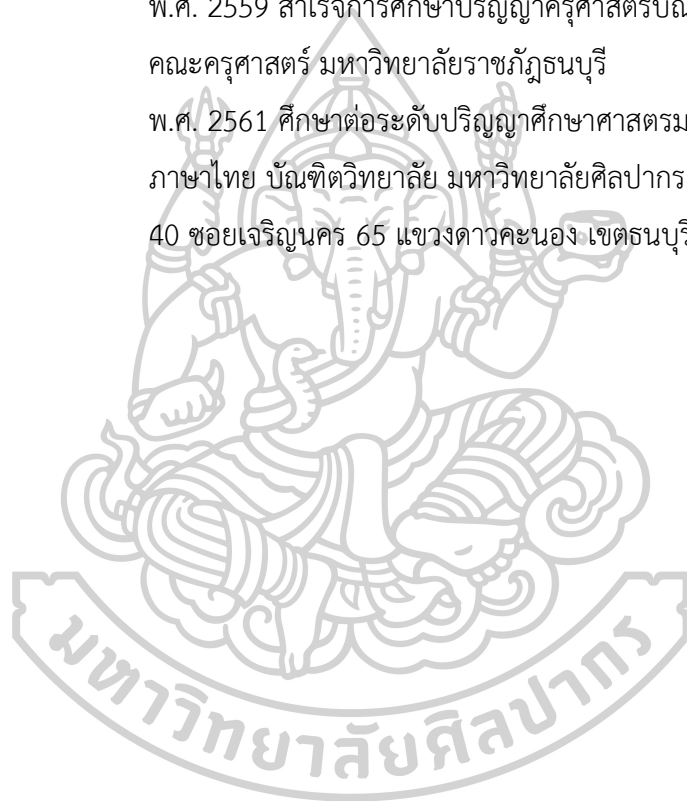 พ.ศ. 2559 สำเร็จการศึกษาปริญญาครุศาสตรบัณ
คณะครุศาสตร์ มหาวิทยาลัยราชภัฏธนบุรี
พ.ศ. 2561 ศึกษาต่อระดับปริญญาศึกษาศาสตรม
ภาษาไทย บัณฑิตวิทยาลัย มหาวิทยาลัยศิลปากร
40 ซอยเจริญนคร 65 แขวงดาวคะนอง เขตธนบุรี
มหาวิทยาลัยศิลปากร